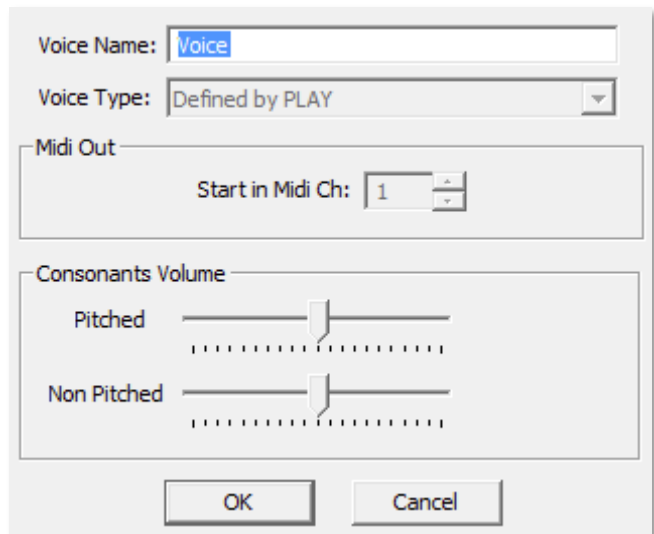 Voice Name: Voice
Voice Type: Defined by PLAY
Midi Out
Start in Midi Ch: 1
Consonants Volume
Pitched
Non Pitched
OK Cancel